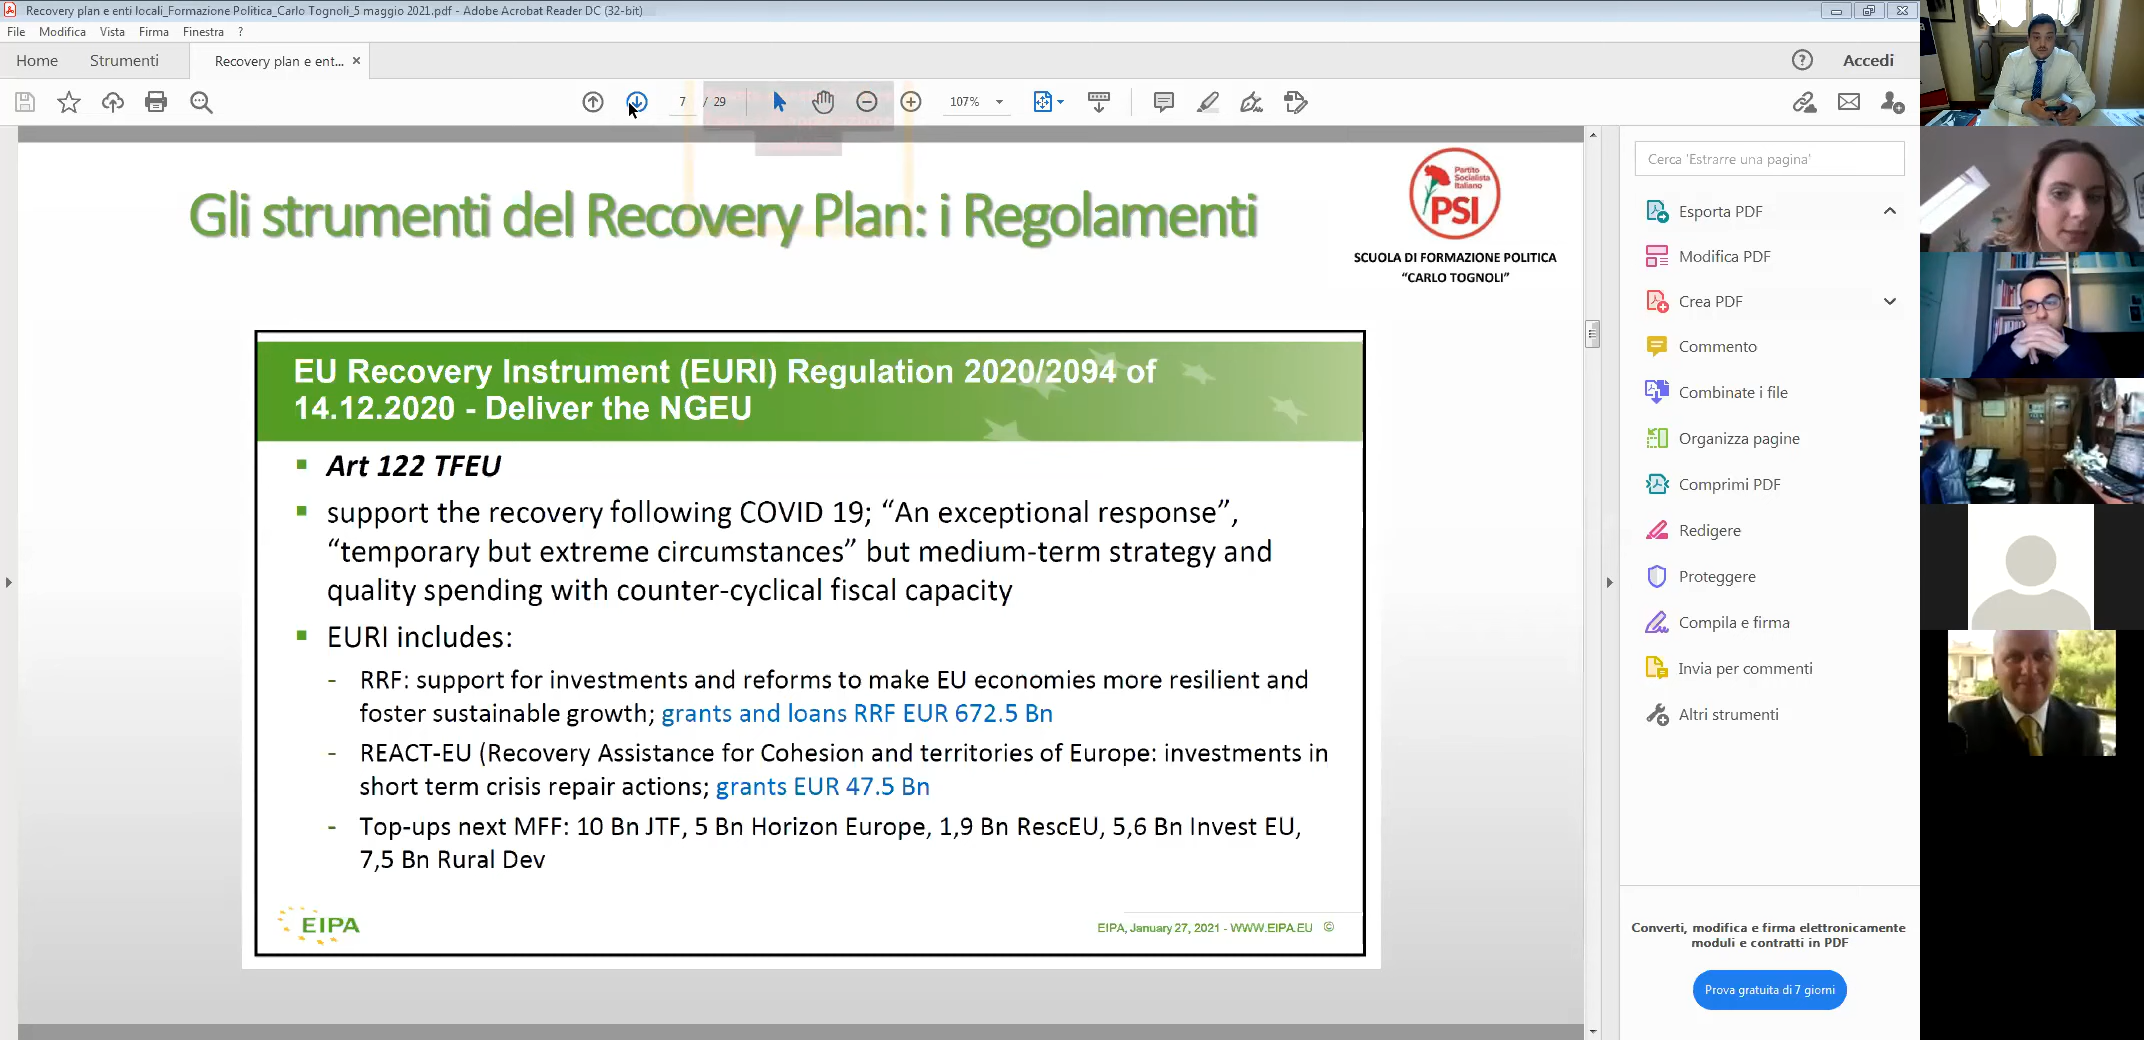 Recovery plan e enti locali_Formazione Politica_Carlo Tognoli_5 maggio 2021.pdf - Adobe Acrobat Reader DC (32-bit)
File Modifica Vista Firma Finestra ?
Home Strumenti Recovery plan e ent... × Accedi
7 / 29 107%
Gli strumenti del Recovery Plan: i Regolamenti
Partito
Socialista
Italiano
PSI
SCUOLA DI FORMAZIONE POLITICA
“CARLO TOGNOLI”
EU Recovery Instrument (EURI) Regulation 2020/2094 of
14.12.2020 - Deliver the NGEU
Art 122 TFEU
support the recovery following COVID 19; “An exceptional response”,
“temporary but extreme circumstances” but medium-term strategy and
quality spending with counter-cyclical fiscal capacity
EURI includes:
- RRF: support for investments and reforms to make EU economies more resilient and
foster sustainable growth; grants and loans RRF EUR 672.5 Bn
- REACT-EU (Recovery Assistance for Cohesion and territories of Europe: investments in
short term crisis repair actions; grants EUR 47.5 Bn
- Top-ups next MFF: 10 Bn JTF, 5 Bn Horizon Europe, 1,9 Bn RescEU, 5,6 Bn Invest EU,
7,5 Bn Rural Dev
EIPA
EIPA, January 27, 2021 - WWW.EIPA.EU ©
Cerca 'Estrarre una pagina'
Esporta PDF
Modifica PDF
Crea PDF
Commento
Combinate i file
Organizza pagine
Comprimi PDF
Redigere
Proteggere
Compila e firma
Invia per commenti
Altri strumenti
Converti, modifica e firma elettronicamente
moduli e contratti in PDF
Prova gratuita di 7 giorni